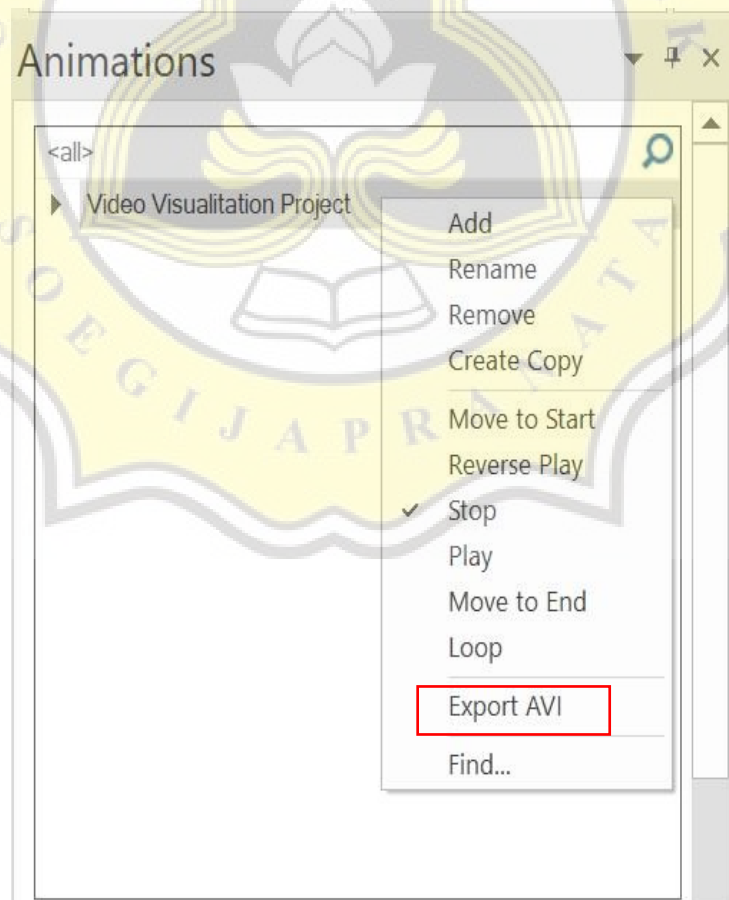 Animations
<all>
Video Visualitation Project
Add
Rename
Remove
Create Copy
Move to Start
Reverse Play
Stop
Play
Move to End
Loop
Export AVI
Find...
SOEGIJAPRANATA
K